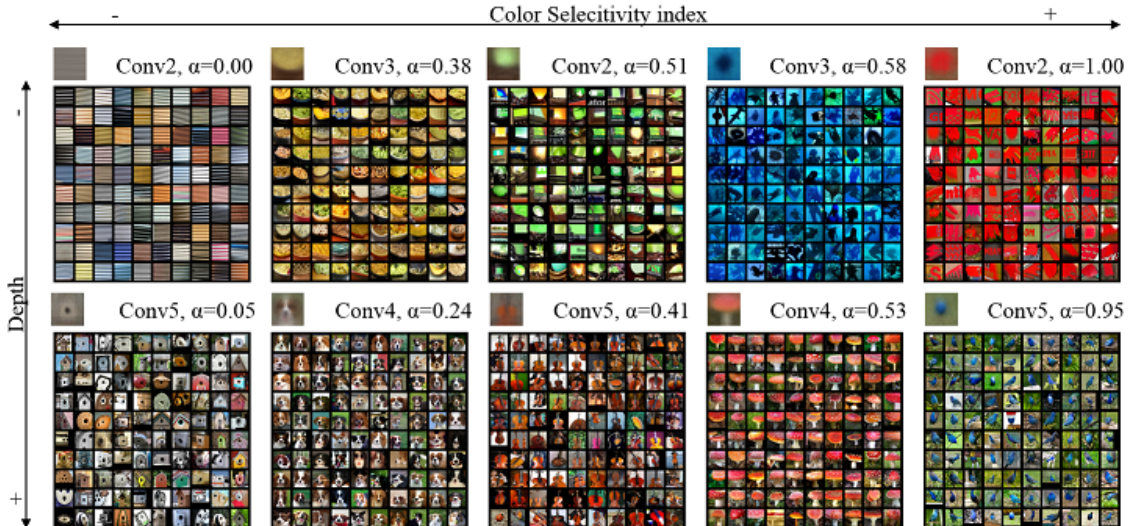 Color Selecitivity index
- +
Conv2, α=0.00
Conv3, α=0.38
Conv2, α=0.51
Conv3, α=0.58
Conv2, α=1.00
-
Depth
Conv5, α=0.05
Conv4, α=0.24
Conv5, α=0.41
Conv4, α=0.53
Conv5, α=0.95
+